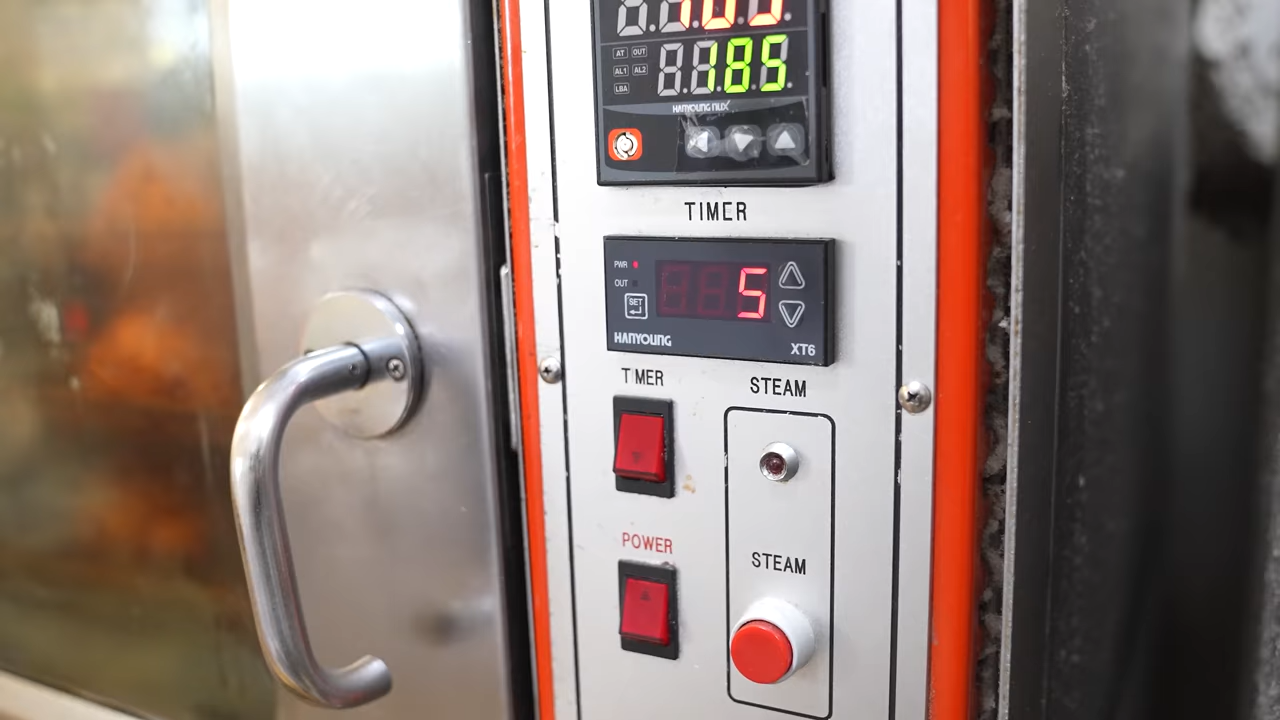 185
AT OUT
AL1 AL2
LBA
HANYOUNG NUX
TIMER
PWR
OUT
SET
5
HANYOUNG
XT6
TIMER
STEAM
POWER
STEAM